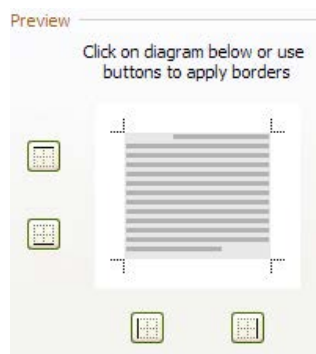 Preview
Click on diagram below or use
buttons to apply borders